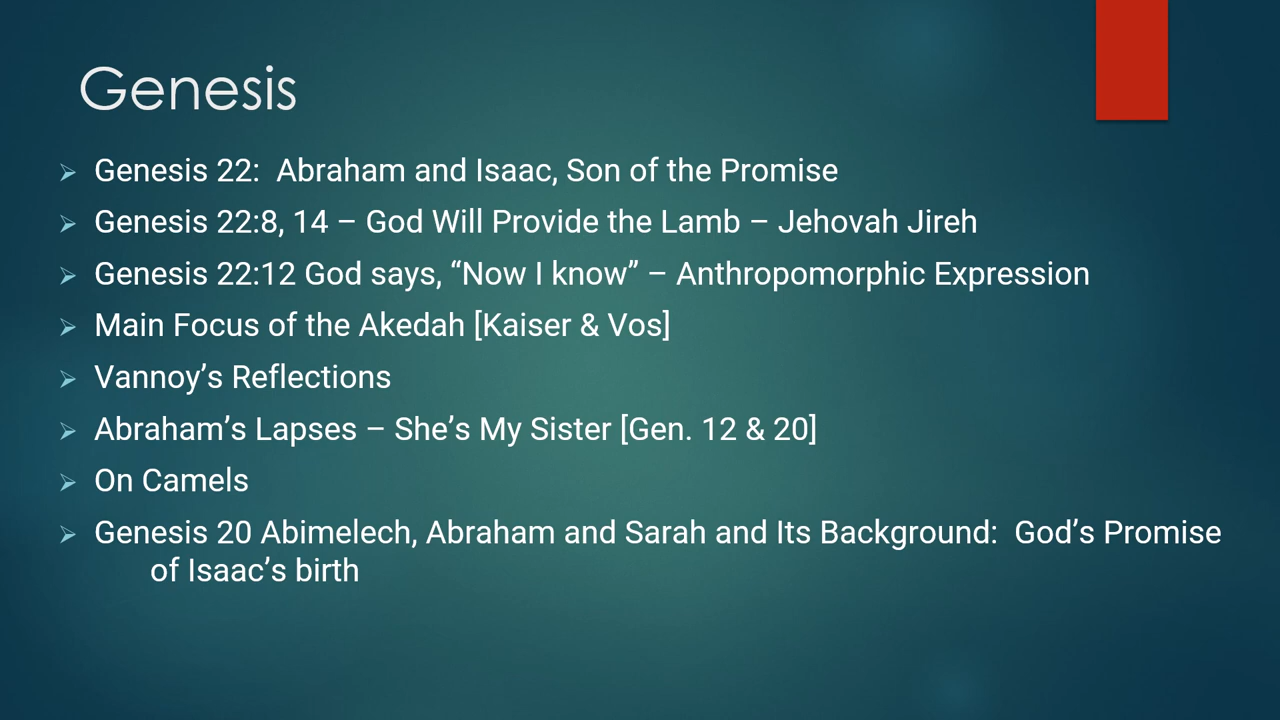 Genesis
Genesis 22:  Abraham and Isaac, Son of the Promise
Genesis 22:8, 14 – God Will Provide the Lamb – Jehovah Jireh
Genesis 22:12 God says, “Now I know” – Anthropomorphic Expression
Main Focus of the Akedah [Kaiser & Vos]
Vannoy’s Reflections
Abraham’s Lapses – She’s My Sister [Gen. 12 & 20]
On Camels
Genesis 20 Abimelech, Abraham and Sarah and Its Background:  God’s Promise
of Isaac’s birth